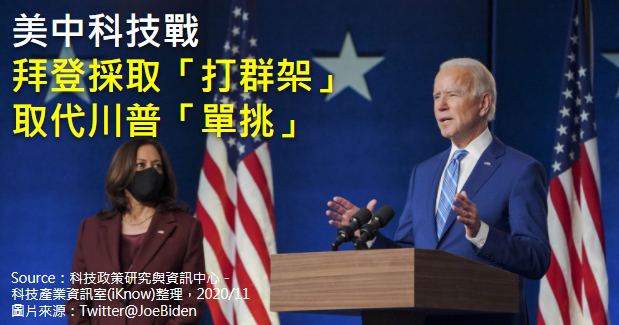 美中科技戰
拜登採取「打群架」
取代川普「單挑」
Source：科技政策研究與資訊中心 -
科技產業資訊室(iKnow)整理，2020/11
圖片來源：Twitter@JoeBiden